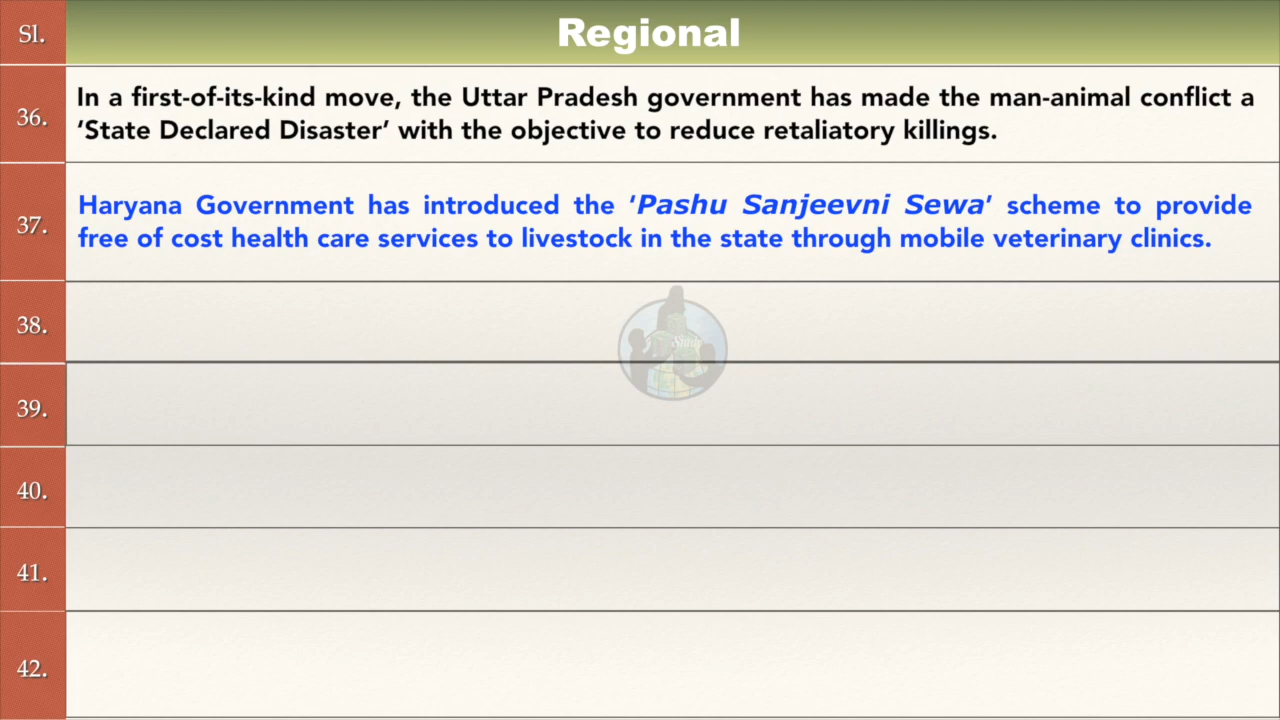 Sl.
Regional
36.
In a first-of-its-kind move, the Uttar Pradesh government has made the man-animal conflict a
‘State Declared Disaster’ with the objective to reduce retaliatory killings.
37.
Haryana Government has introduced the ‘Pashu Sanjeevni Sewa’ scheme to provide
free of cost health care services to livestock in the state through mobile veterinary clinics.
38.
Study
39.
40.
41.
42.